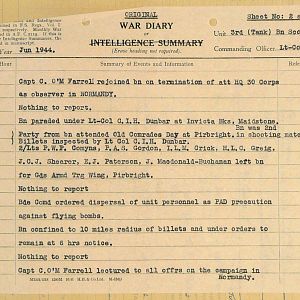 ORIGINAL
WAR DIARY
OF
INTELLIGENCE SUMMARY
(Erase heading not required).
Sheet No: 2
Unit. 3rd (Tank) Bn
Commanding Officer. Lt-Co
Year. Jun 1944,
Summary of Events and Information
Capt C. O'M Farrell rejoined bn on termination of att HQ 30 Corps
as observer in NORMANDY.
Nothing to report.
Bn paraded under Lt-Col C.I.H. Dunbar at Invicta Hks, Maidstone.
Bn was 2nd
Party from bn attended Old Comrades Day at Pirbright. in shooting
Billets inspected by Lt Col C.I.H. Dunbar.
2/Lts P.W.F. Comyns, P.A.S. Gordon, I.L.M. Crick, H.L.C. Greig,
J.C.J. Shearer, E.J. Paterson, J. Macdonald-Buchanan left bn
for Gds Armd Trg Wing, Pirbright.
Nothing to report
Bde Comd ordered dispersal of unit personnel as PAD precaution
against flying bombs.
Bn confined to 10 miles radius of billets and under orders to
remain at 6 hrs notice.
Nothing to report
Capt C.O'M Farrell lectured to all offrs on the campaign in
Normandy.